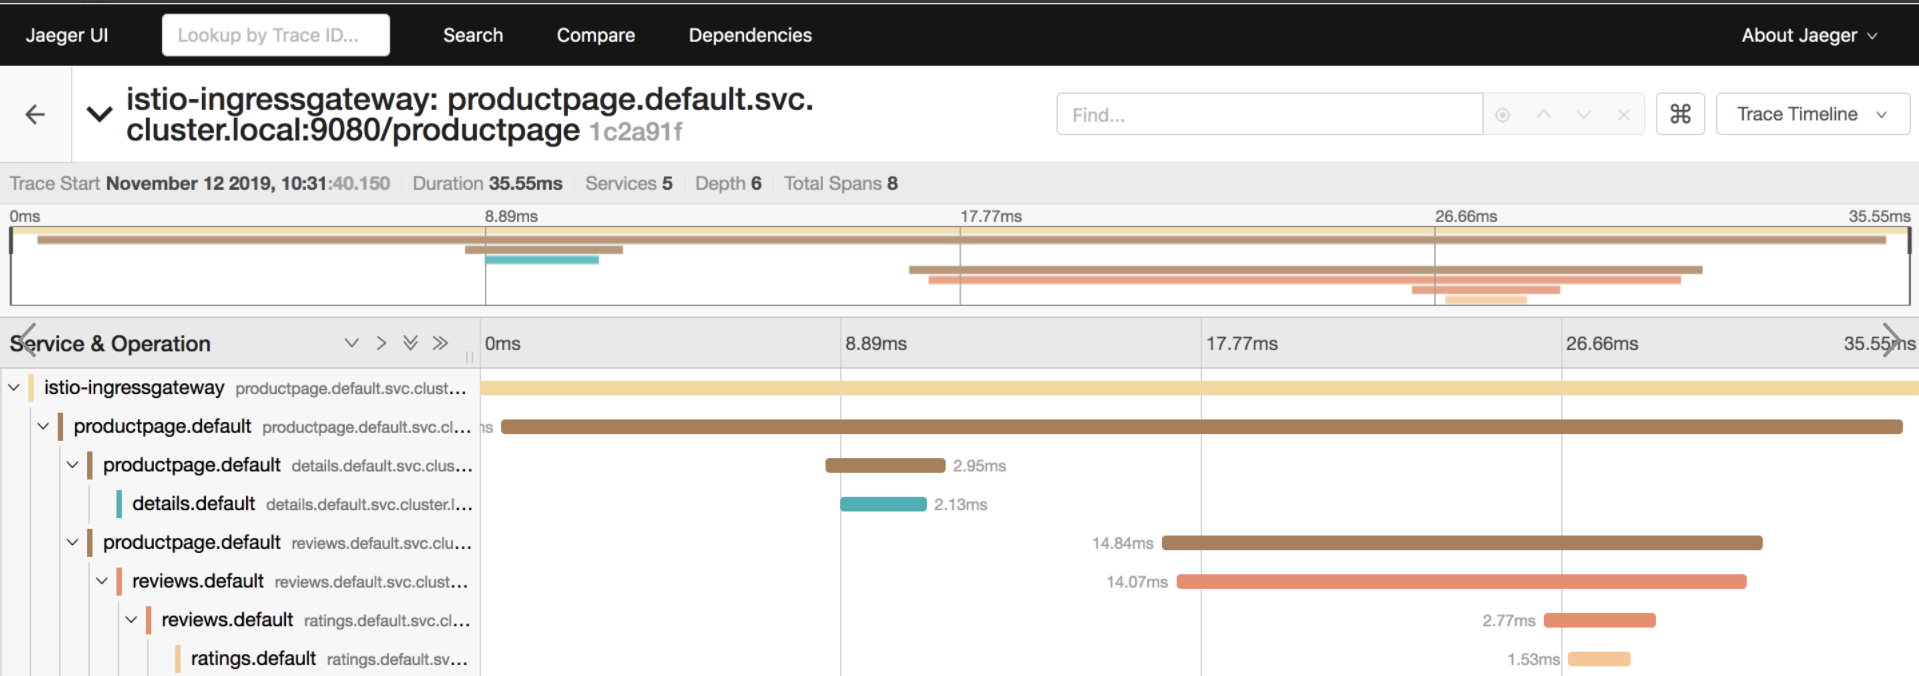 Jaeger UI Lookup by Trace ID... Search Compare Dependencies About Jaeger
istio-ingressgateway: productpage.default.svc.
cluster.local:9080/productpage 1c2a91f
Find... ⌘ Trace Timeline
Trace Start November 12 2019, 10:31:40.150 Duration 35.55ms Services 5 Depth 6 Total Spans 8
0ms 8.89ms 17.77ms 26.66ms 35.55ms
Service & Operation 0ms 8.89ms 17.77ms 26.66ms 35.55ms
istio-ingressgateway productpage.default.svc.clust...
productpage.default productpage.default.svc.cl... ms
productpage.default details.default.svc.clus... 2.95ms
details.default details.default.svc.cluster.l... 2.13ms
productpage.default reviews.default.svc.clu... 14.84ms
reviews.default reviews.default.svc.clust... 14.07ms
reviews.default ratings.default.svc.cl... 2.77ms
ratings.default ratings.default.sv... 1.53ms